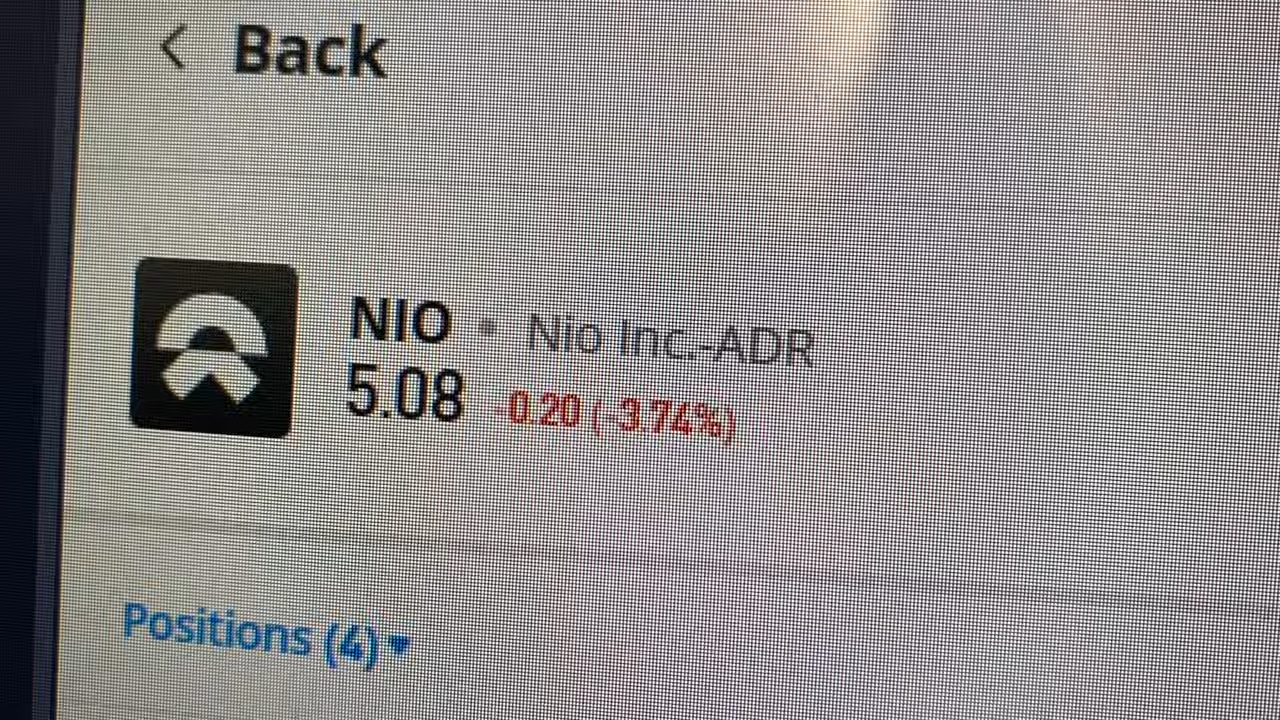 Back
NIO • Nio Inc.-ADR
5.08 -0.20 (-3.74%)
Positions (4)